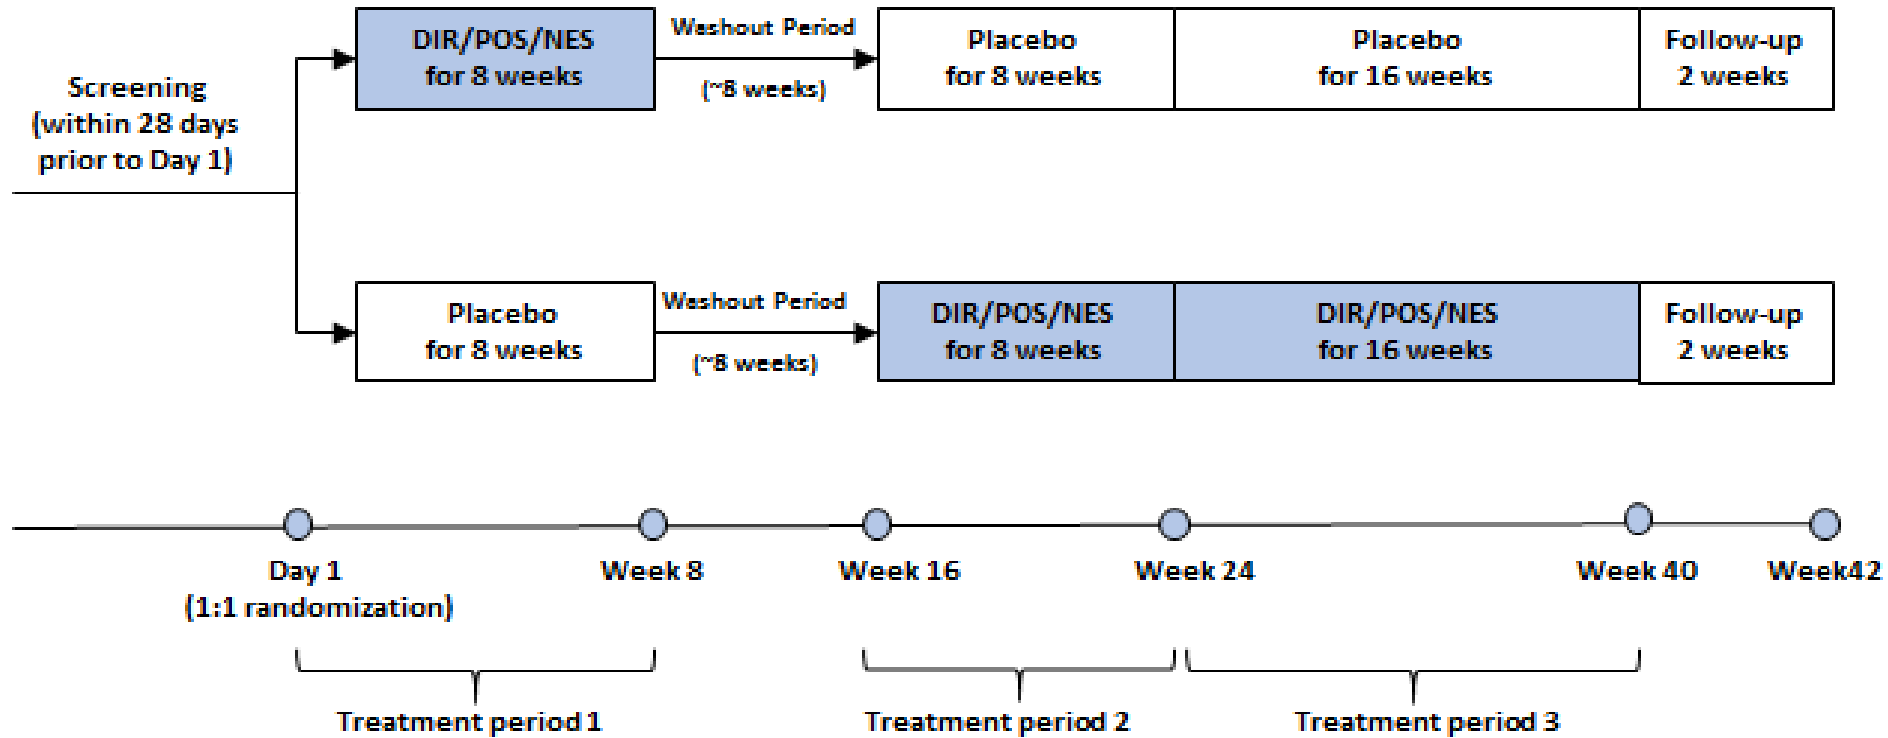 Screening
(within 28 days
prior to Day 1)
DIR/POS/NES
for 8 weeks
Washout Period
(~8 weeks)
Placebo
for 8 weeks
Placebo
for 16 weeks
Follow-up
2 weeks
Placebo
for 8 weeks
Washout Period
(~8 weeks)
DIR/POS/NES
for 8 weeks
DIR/POS/NES
for 16 weeks
Follow-up
2 weeks
Day 1
(1:1 randomization)
Week 8
Week 16
Week 24
Week 40
Week42
Treatment period 1
Treatment period 2
Treatment period 3